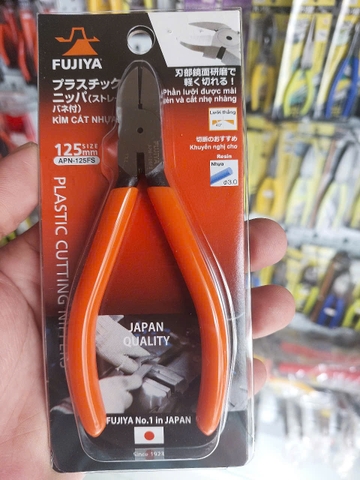 FUJIYA
プラスチック
ニッパ(ストレ
バネ付)
KÌM CẮT NHỰA
125mm SIZE
APN-125FS
PLASTIC CUTTING NIPPERS
刃部鏡面研磨で
軽く切れる!
Phần lưỡi được mài
và cắt nhẹ nhàng
Lưỡi thẳng
切断のおすすめ
Khuyến nghị cho
Resin
Nhựa
φ3.0
JAPAN
QUALITY
FUJIYA No.1 in JAPAN
Since 1923